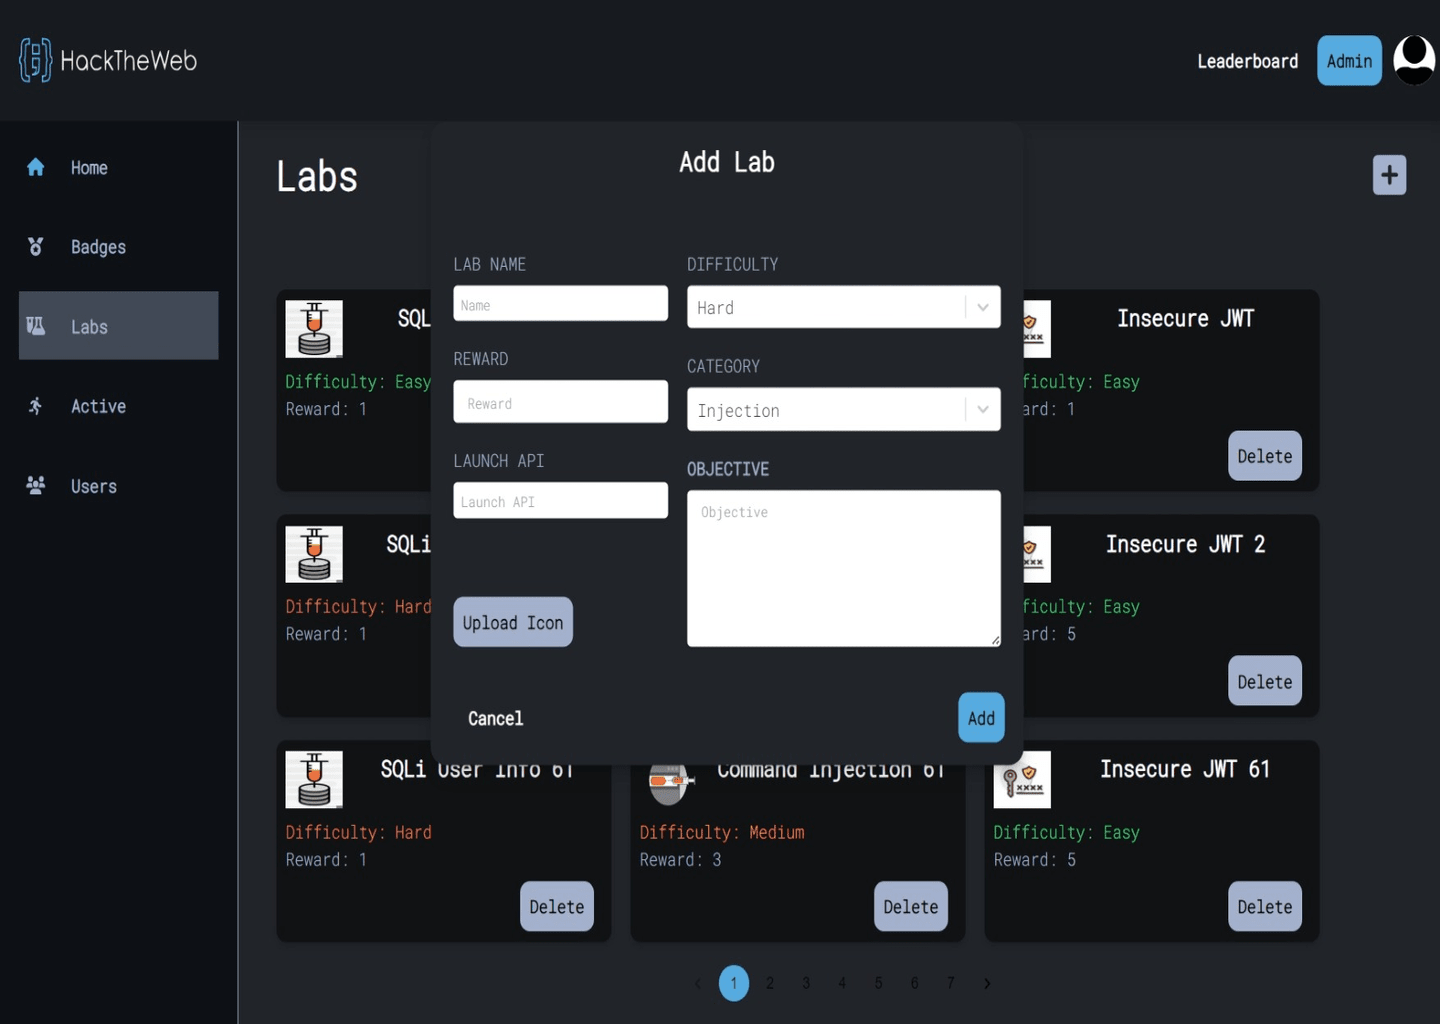 HackTheWeb
Leaderboard
Admin
Home
Badges
Labs
Active
Users
Labs
Add Lab
LAB NAME
Name
DIFFICULTY
Hard
REWARD
Reward
CATEGORY
Injection
LAUNCH API
Launch API
OBJECTIVE
Objective
Upload Icon
Cancel
Add
SQL
Difficulty: Easy
Reward: 1
Insecure JWT
ficulty: Easy
ard: 1
Delete
SQLi
Difficulty: Hard
Reward: 1
Insecure JWT 2
ficulty: Easy
ard: 5
Delete
SQLi User Info 61
Difficulty: Hard
Reward: 1
Delete
Command Injection 61
Difficulty: Medium
Reward: 3
Delete
xxxx
Insecure JWT 61
Difficulty: Easy
Reward: 5
Delete
1 2 3 4 5 6 7